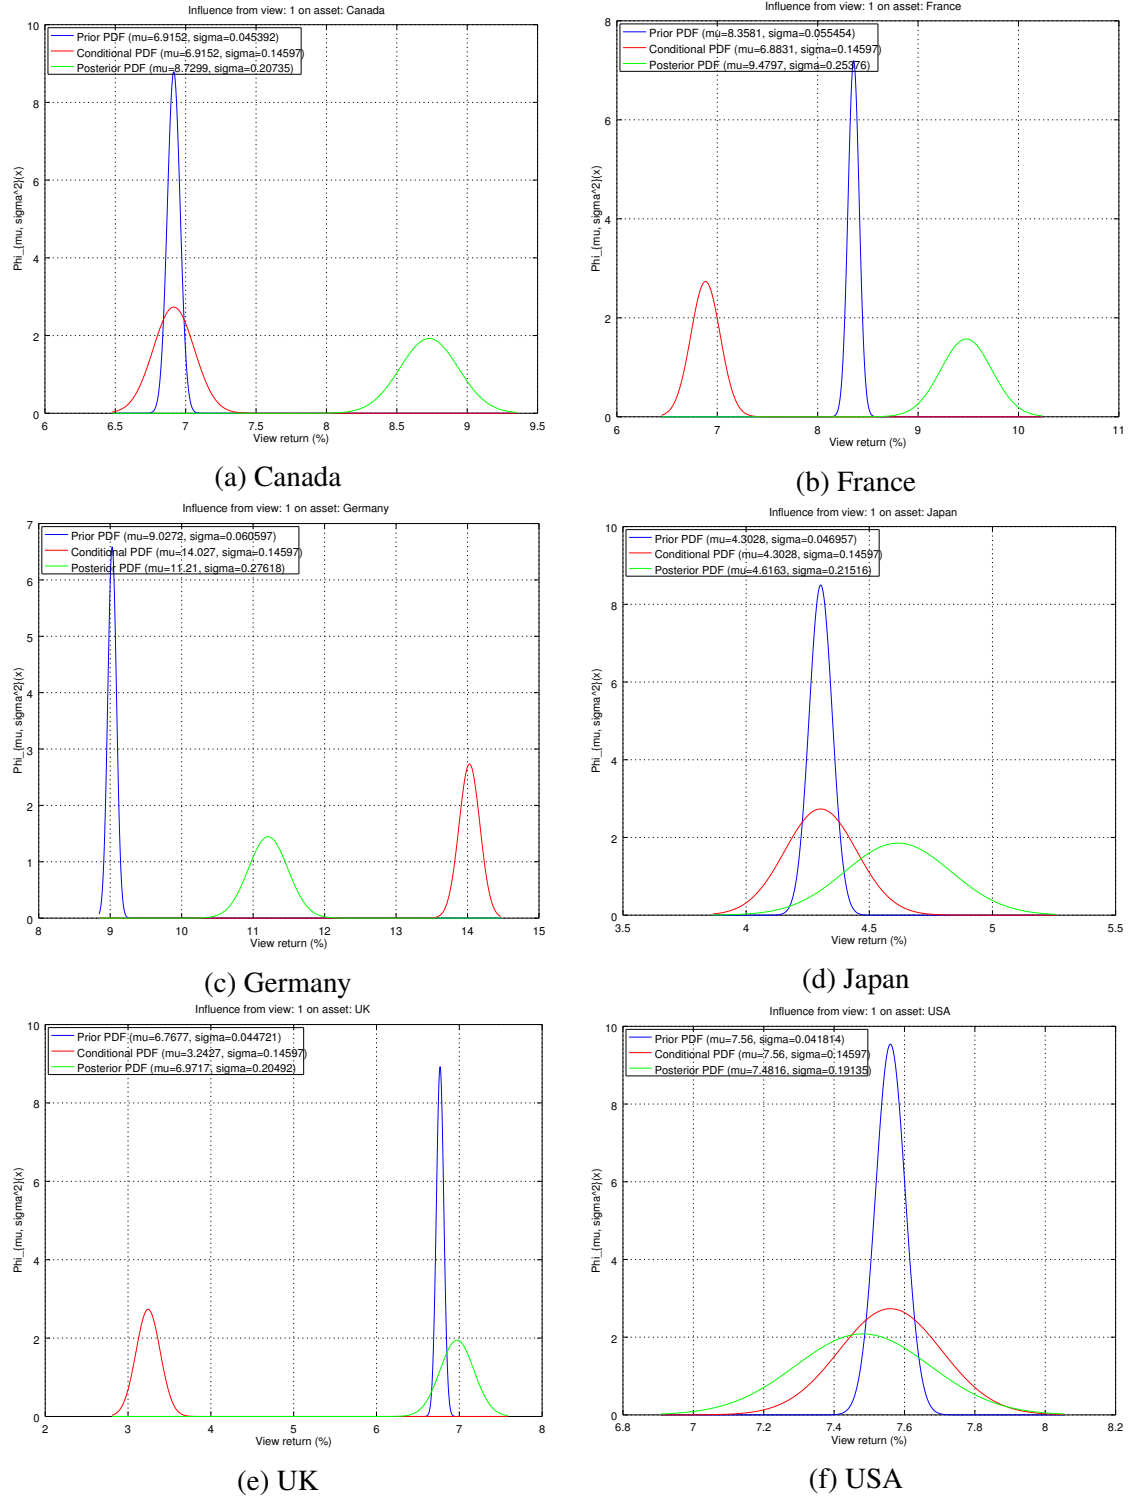 Influence from view: 1 on asset: Canada
10
8
6
4
2
0
Phi_{mu, sigma^2}(x)
Prior PDF (mu=6.9152, sigma=0.045392)
Conditional PDF (mu=6.9152, sigma=0.14597)
Posterior PDF (mu=8.7299, sigma=0.20735)
6 6.5 7 7.5 8 8.5 9 9.5
View return (%)
(a) Canada
Influence from view: 1 on asset: France
8
6
4
2
0
Phi_{mu, sigma^2}(x)
Prior PDF (mu=8.3581, sigma=0.055454)
Conditional PDF (mu=6.8831, sigma=0.14597)
Posterior PDF (mu=9.4797, sigma=0.25376)
6 7 8 9 10 11
View return (%)
(b) France
Influence from view: 1 on asset: Germany
7
6
5
4
3
2
1
0
Phi_{mu, sigma^2}(x)
Prior PDF (mu=9.0272, sigma=0.060597)
Conditional PDF (mu=14.027, sigma=0.14597)
Posterior PDF (mu=11.21, sigma=0.27618)
8 9 10 11 12 13 14 15
View return (%)
(c) Germany
Influence from view: 1 on asset: Japan
10
8
6
4
2
0
Phi_{mu, sigma^2}(x)
Prior PDF (mu=4.3028, sigma=0.046957)
Conditional PDF (mu=4.3028, sigma=0.14597)
Posterior PDF (mu=4.6163, sigma=0.21516)
3.5 4 4.5 5 5.5
View return (%)
(d) Japan
Influence from view: 1 on asset: UK
10
8
6
4
2
0
Phi_{mu, sigma^2}(x)
Prior PDF (mu=6.7677, sigma=0.044721)
Conditional PDF (mu=3.2427, sigma=0.14597)
Posterior PDF (mu=6.9717, sigma=0.20492)
2 3 4 5 6 7 8
View return (%)
(e) UK
Influence from view: 1 on asset: USA
10
8
6
4
2
0
Phi_{mu, sigma^2}(x)
Prior PDF (mu=7.56, sigma=0.041814)
Conditional PDF (mu=7.56, sigma=0.14597)
Posterior PDF (mu=7.4816, sigma=0.19135)
6.8 7 7.2 7.4 7.6 7.8 8 8.2
View return (%)
(f) USA